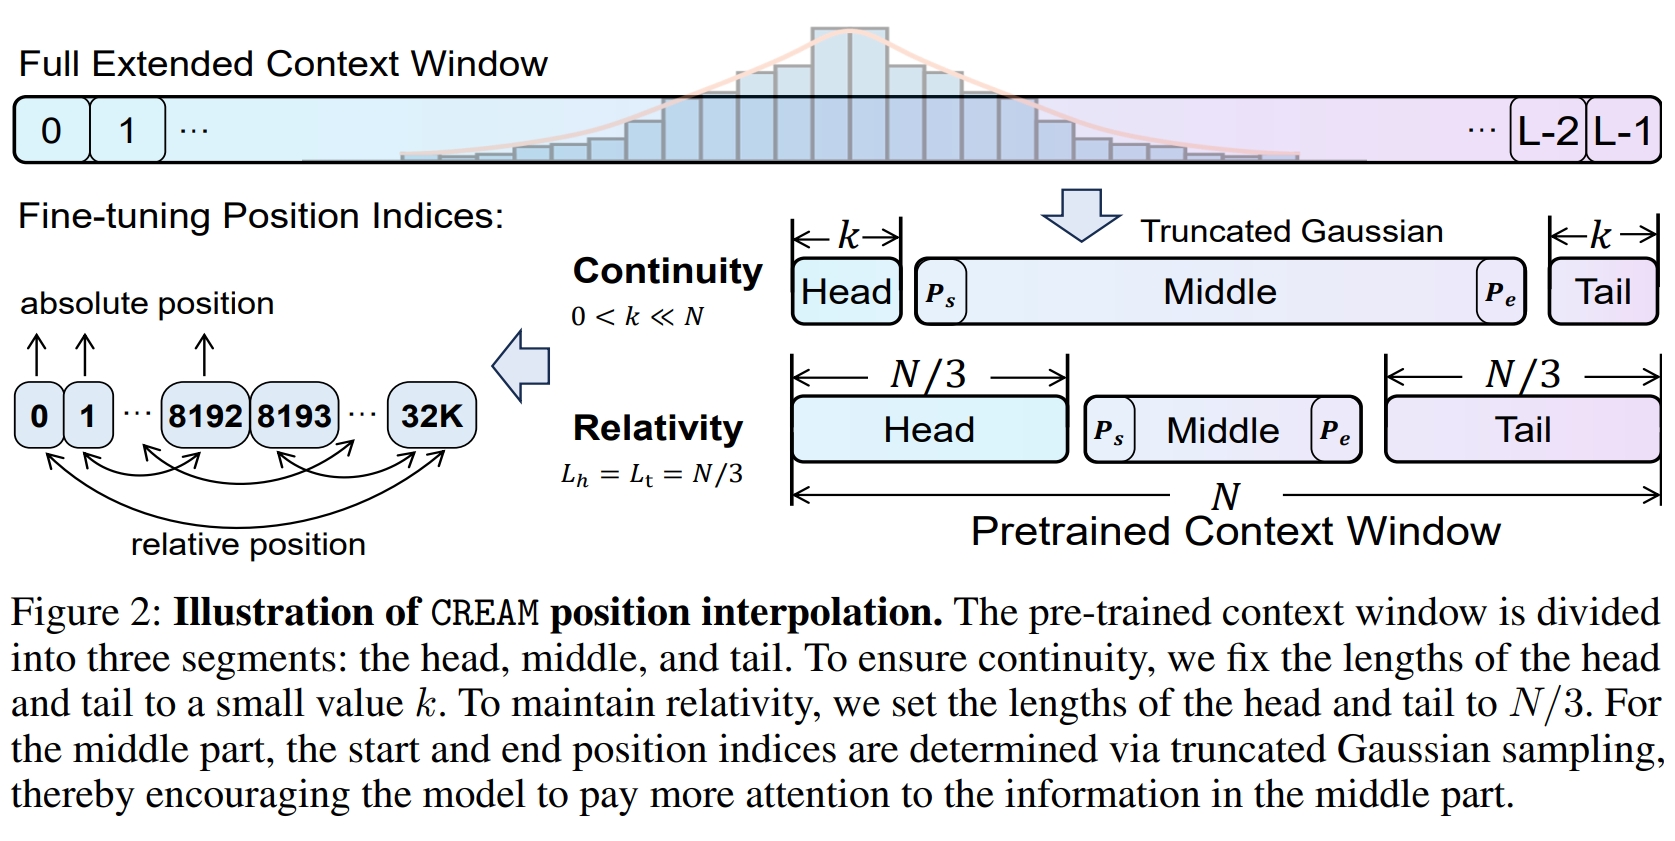 Full Extended Context Window
0 1 ... ... L-2 L-1
Fine-tuning Position Indices:
Truncated Gaussian
k k
Continuity
0 < k ≪ N
Head P_s Middle P_e Tail
absolute position
0 1 ... 8192 8193 ... 32K
relative position
N/3 N/3
Relativity
L_h = L_t = N/3
Head P_s Middle P_e Tail
N
Pretrained Context Window
Figure 2: Illustration of CREAM position interpolation. The pre-trained context window is divided
into three segments: the head, middle, and tail. To ensure continuity, we fix the lengths of the head
and tail to a small value k. To maintain relativity, we set the lengths of the head and tail to N/3. For
the middle part, the start and end position indices are determined via truncated Gaussian sampling,
thereby encouraging the model to pay more attention to the information in the middle part.